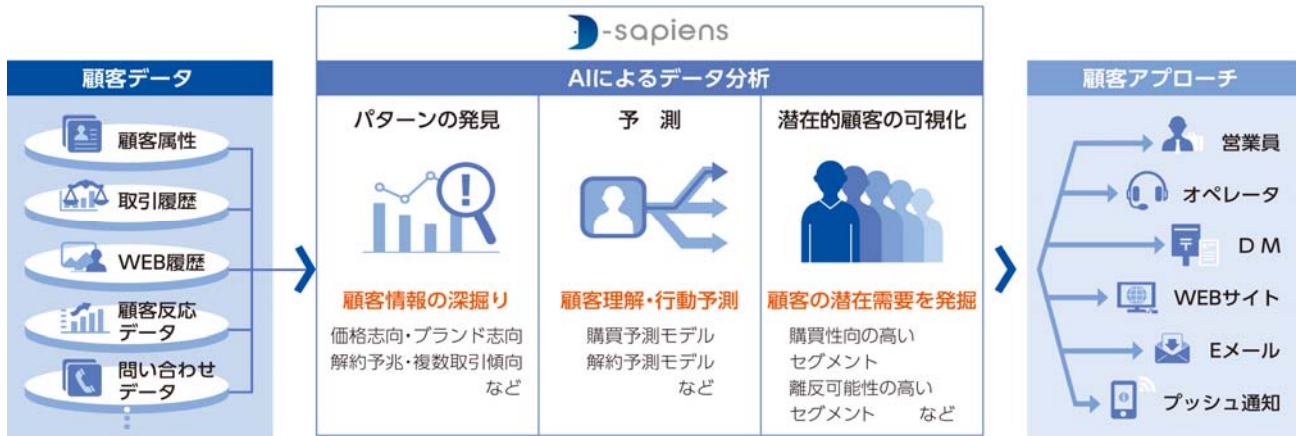 D-sapiens
顧客データ
顧客属性
取引履歴
WEB履歴
顧客反応
データ
問い合わせ
データ
AIによるデータ分析
パターンの発見
顧客情報の深掘り
価格志向・ブランド志向
解約予兆・複数取引傾向
など
予 測
顧客理解・行動予測
購買予測モデル
解約予測モデル
など
潜在的顧客の可視化
顧客の潜在需要を発掘
購買性向の高い
セグメント
離反可能性の高い
セグメント など
顧客アプローチ
営業員
オペレータ
〒
DM
WEBサイト
Eメール
プッシュ通知